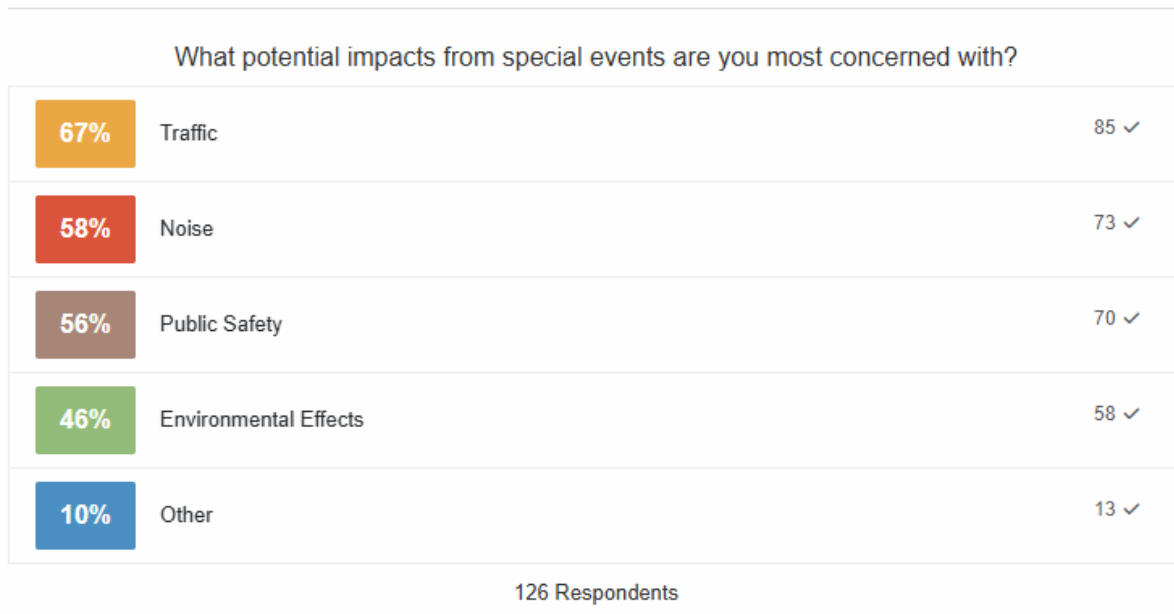 What potential impacts from special events are you most concerned with?
67% Traffic 85 ✓
58% Noise 73 ✓
56% Public Safety 70 ✓
46% Environmental Effects 58 ✓
10% Other 13 ✓
126 Respondents